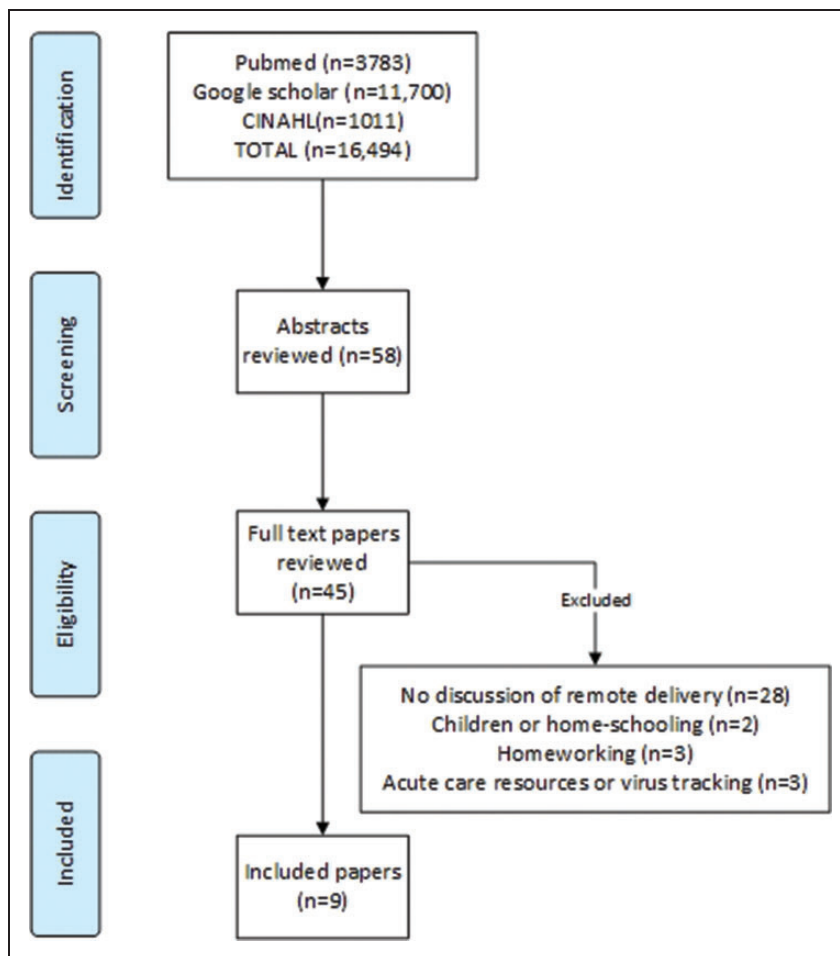 Identification
Pubmed (n=3783)
Google scholar (n=11,700)
CINAHL(n=1011)
TOTAL (n=16,494)
Screening
Abstracts
reviewed (n=58)
Eligibility
Full text papers
reviewed
(n=45)
Excluded
No discussion of remote delivery (n=28)
Children or home-schooling (n=2)
Homeworking (n=3)
Acute care resources or virus tracking (n=3)
Included
Included papers
(n=9)